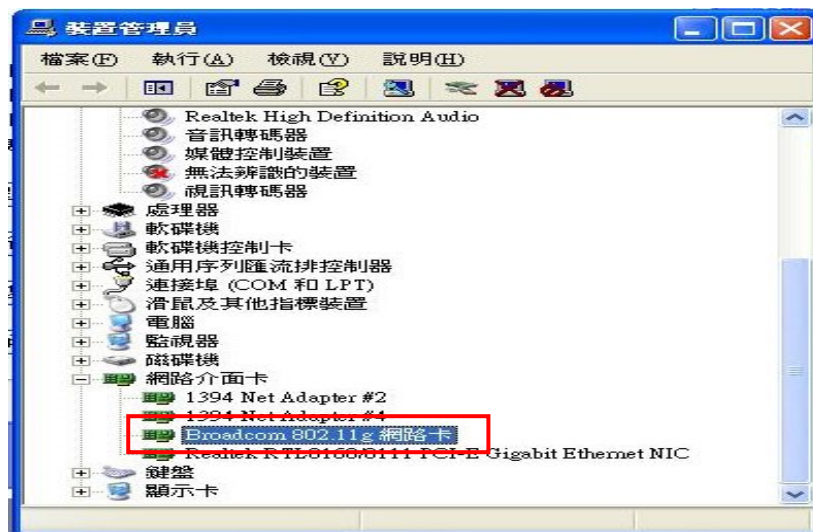 裝置管理員
檔案(F) 執行(A) 檢視(V) 說明(H)
Realtek High Definition Audio
音訊轉碼器
媒體控制裝置
無法辨識的裝置
視訊轉碼器
處理器
軟碟機
軟碟機控制卡
通用序列匯流排控制器
連接埠 (COM 和 LPT)
滑鼠及其他指標裝置
電腦
監視器
磁碟機
網路介面卡
1394 Net Adapter #2
1394 Net Adapter #4
Broadcom 802.11g 網路卡
Realtek RTL8168/8111 PCI-E Gigabit Ethernet NIC
鍵盤
顯示卡